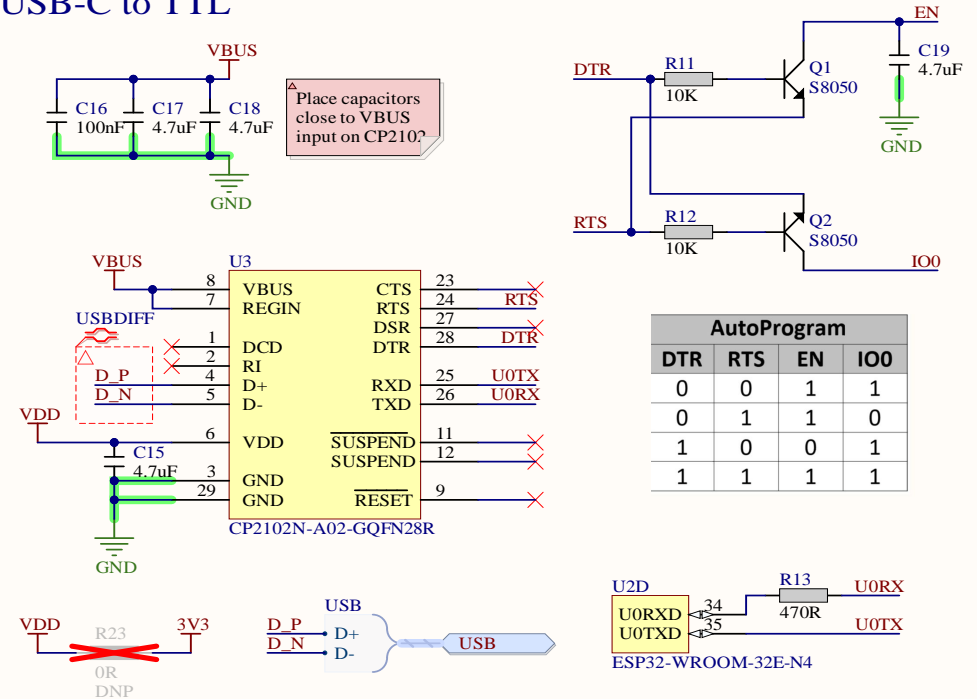 USB-C to TTL
VBUS
C16
100nF
C17
4.7uF
C18
4.7uF
GND
Place capacitors
close to VBUS
input on CP2102
DTR
R11
10K
Q1
S8050
EN
C19
4.7uF
GND
RTS
R12
10K
Q2
S8050
IO0
VBUS
USBDIFF
D_P
D_N
VDD
C15
4.7uF
GND
U3
8 VBUS
7 REGIN
1 DCD
2 RI
4 D+
5 D-
6 VDD
3 GND
29 GND
CTS 23
RTS 24 RTS
DSR 27
DTR 28 DTR
RXD 25 U0TX
TXD 26 U0RX
SUSPEND 11
SUSPEND 12
RESET 9
CP2102N-A02-GQFN28R
AutoProgram
DTR RTS EN IO0
0 0 1 1
0 1 1 0
1 0 0 1
1 1 1 1
VDD
R23
3V3
0R
DNP
USB
D_P D+
D_N D-
USB
U2D
U0RXD 34
U0TXD 35
R13
470R
U0RX
U0TX
ESP32-WROOM-32E-N4